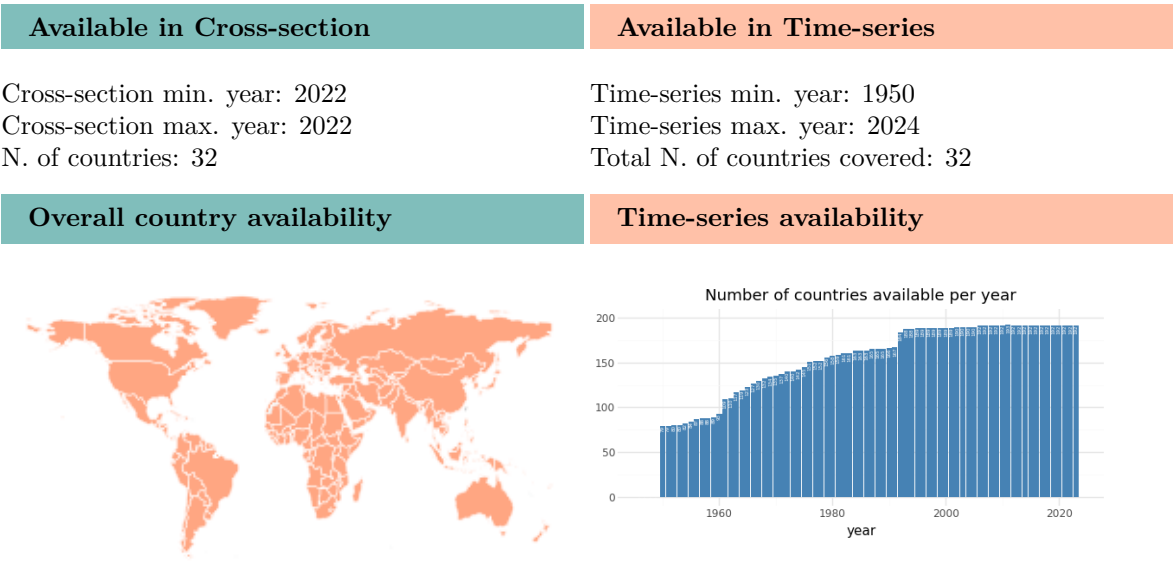 Available in Cross-section
Cross-section min. year: 2022
Cross-section max. year: 2022
N. of countries: 32
Available in Time-series
Time-series min. year: 1950
Time-series max. year: 2024
Total N. of countries covered: 32
Overall country availability
Time-series availability
Number of countries available per year
200
150
100
50
0
1960
1980
2000
2020
year